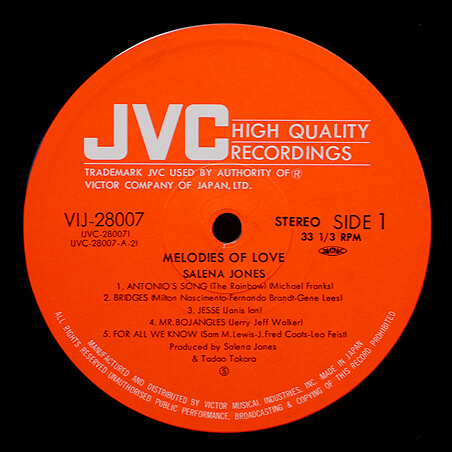 JVC
HIGH QUALITY
RECORDINGS
TRADEMARK JVC USED BY AUTHORITY OF ®
VICTOR COMPANY OF JAPAN, LTD.
VIJ-28007
(JVC-28007)
(JVC-28007-A-2)
STEREO SIDE 1
33 1/3 RPM
MELODIES OF LOVE
SALENA JONES
1. ANTONIO'S SONG (The Rainbow) (Michael Franks)
2. BRIDGES (Milton Nascimento-Fernando Brandt-Gene Lees)
3. JESSE (Janis Ian)
4. MR. BOJANGLES (Jerry Jeff Walker)
5. FOR ALL WE KNOW (Sam M. Lewis-J. Fred Coots-Leo Feist)
Produced by Salena Jones
& Tadao Tokoro
Ⓢ
MANUFACTURED AND DISTRIBUTED BY VICTOR MUSICAL INDUSTRIES, INC.-MADE IN JAPAN
ALL RIGHTS RESERVED-UNAUTHORISED PUBLIC PERFORMANCE, BROADCASTING & COPYING OF THIS RECORD PROHIBITED